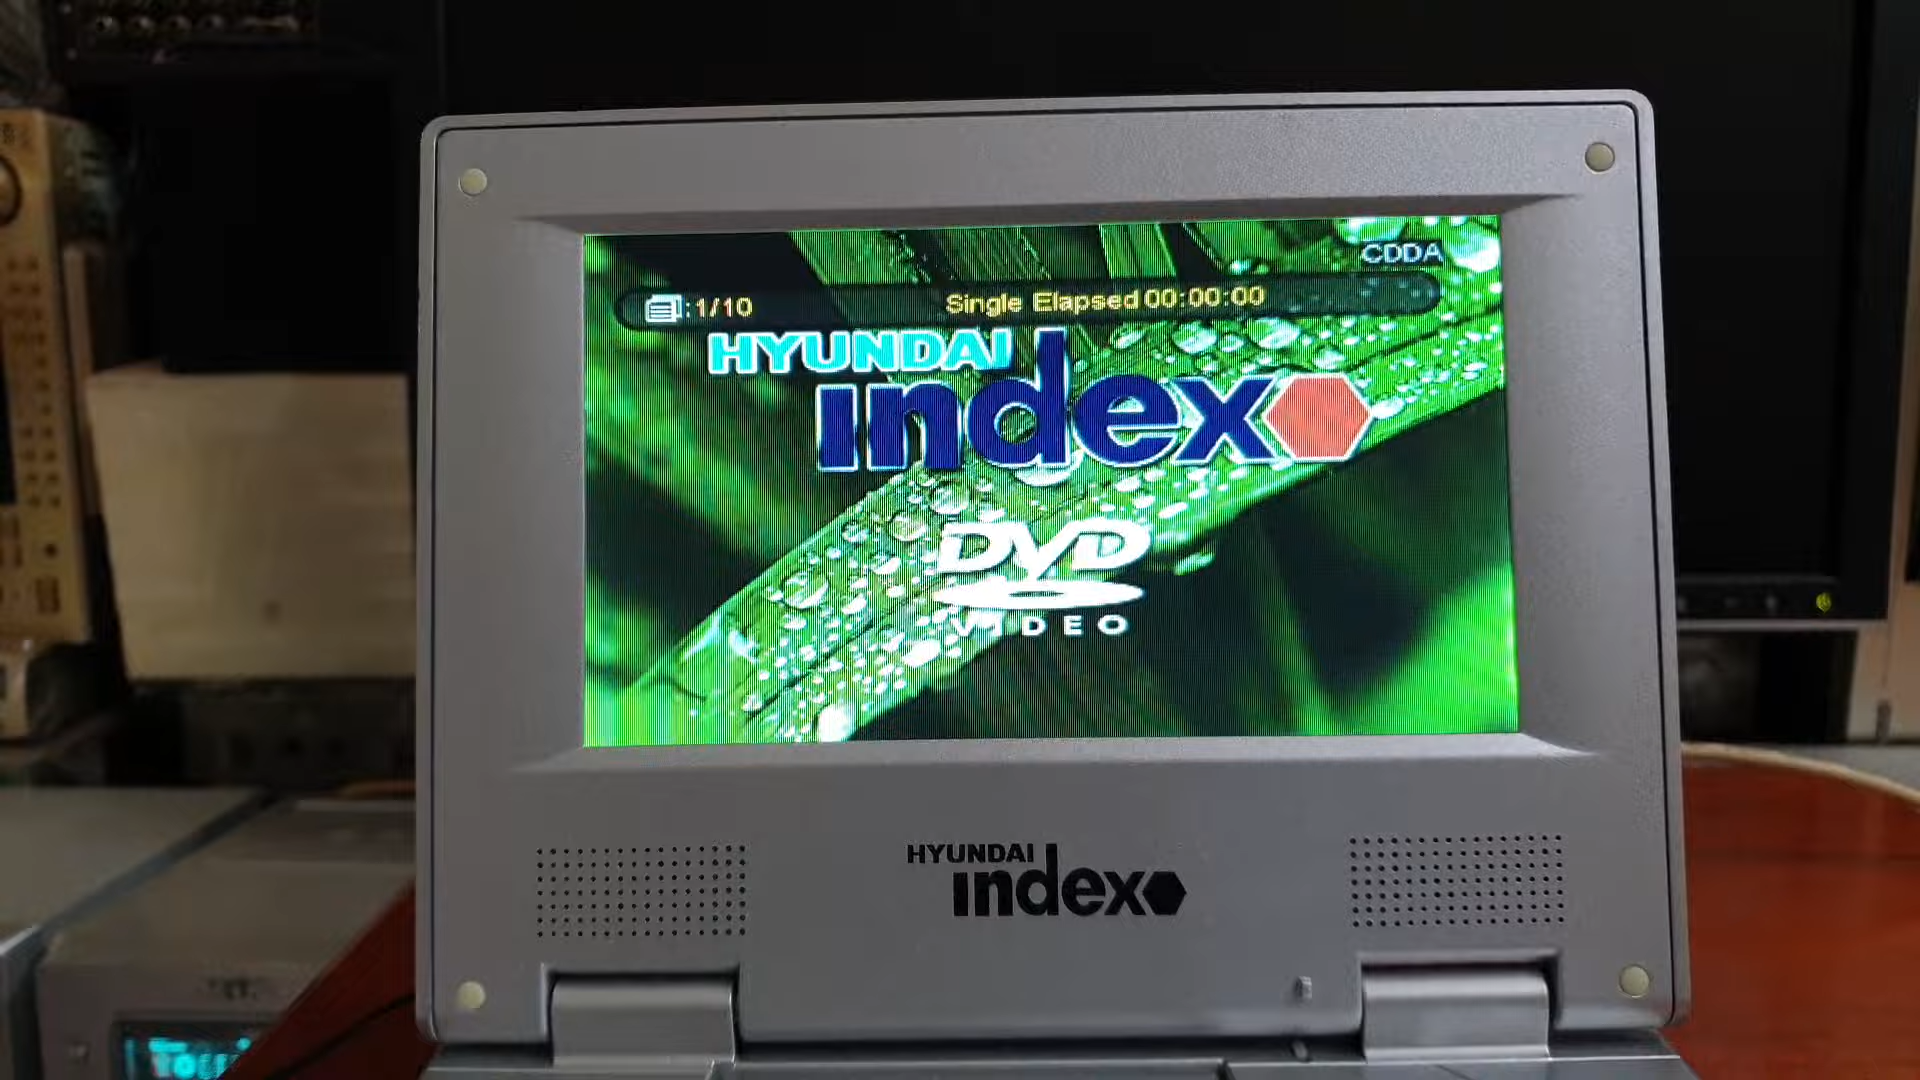 CDDA
:1/10 Single Elapsed 00:00:00
HYUNDAI
index
DVD
VIDEO
HYUNDAI
index